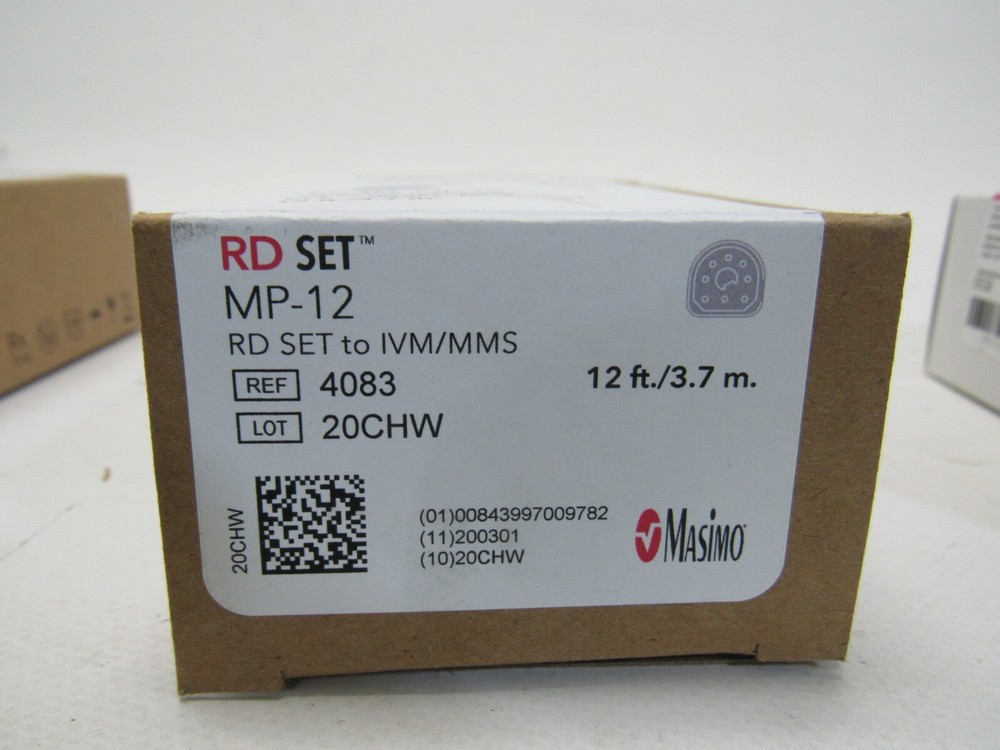 RD SET™
MP-12
RD SET to IVM/MMS
REF 4083
12 ft./3.7 m.
LOT 20CHW
20CHW
(01)00843997009782
(11)200301
(10)20CHW
Masimo